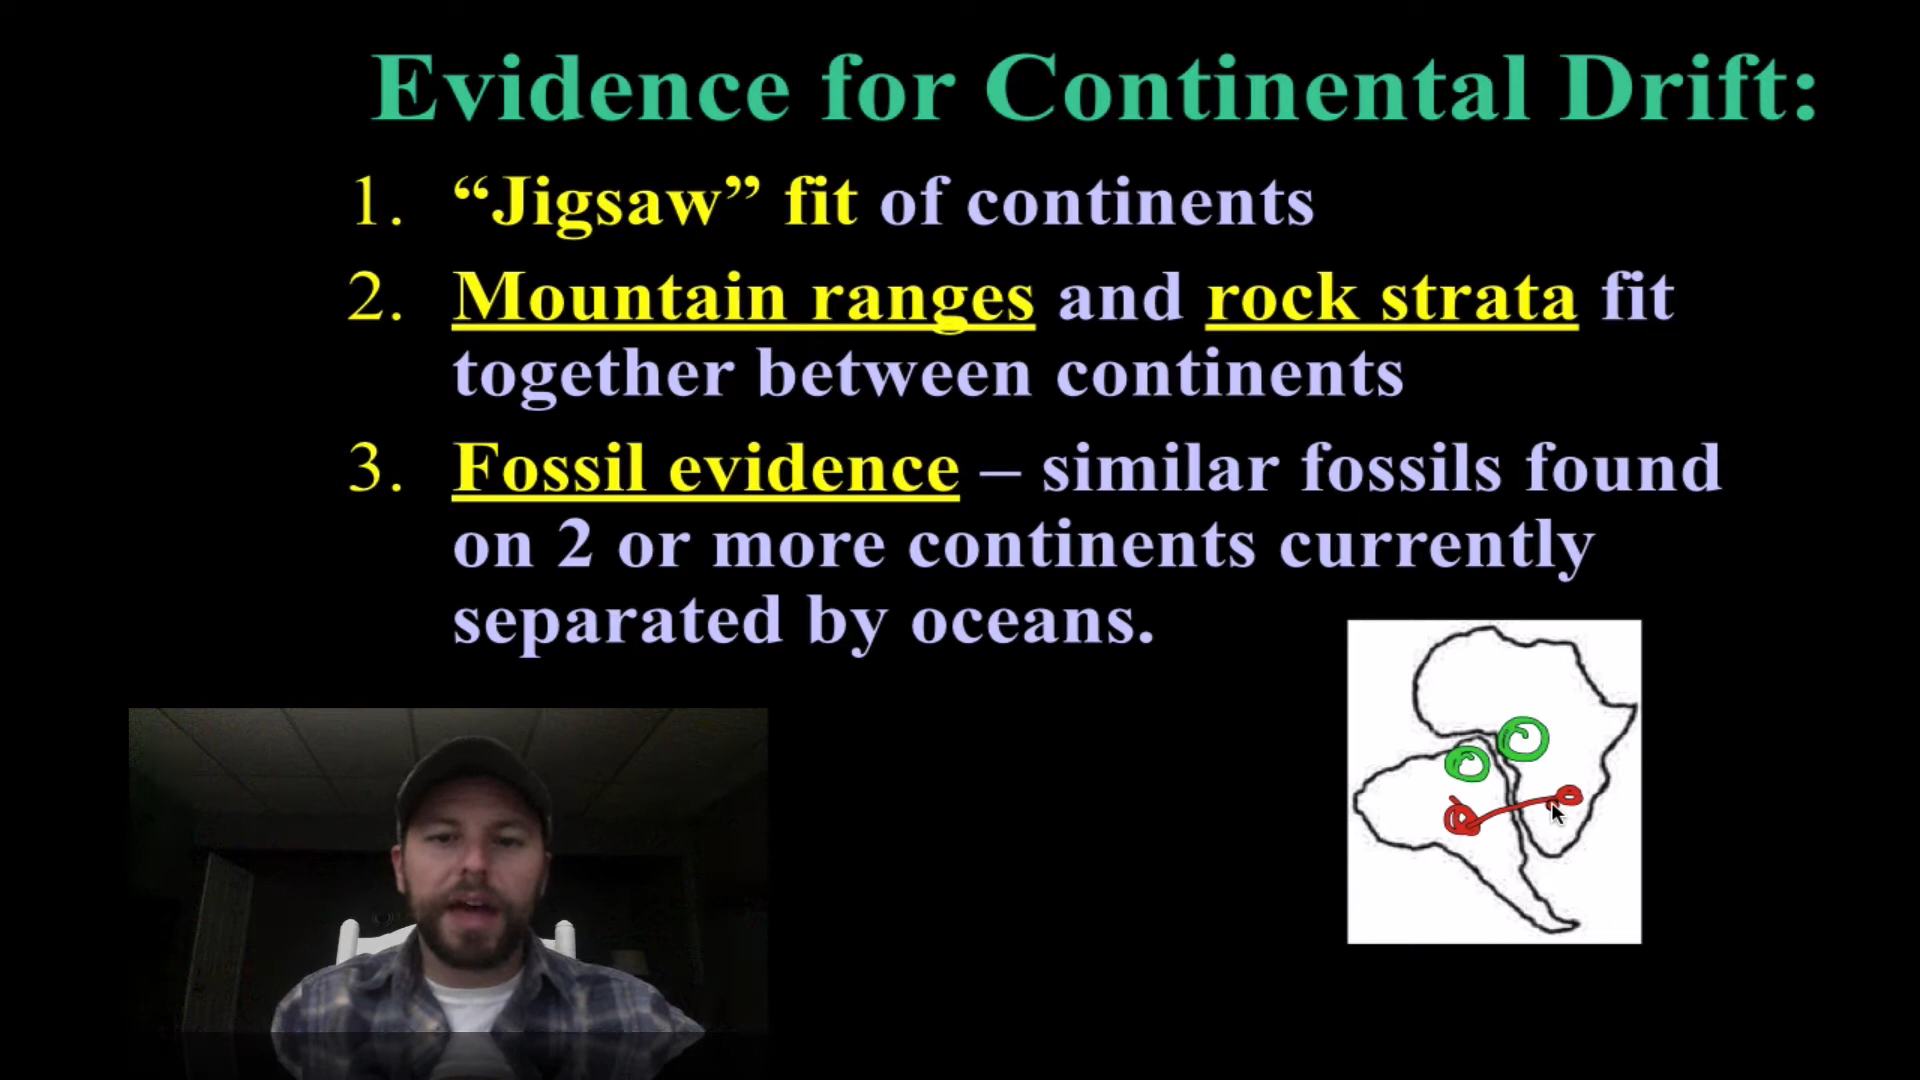 Evidence for Continental Drift:
1. “Jigsaw” fit of continents
2. Mountain ranges and rock strata fit
together between continents
3. Fossil evidence – similar fossils found
on 2 or more continents currently
separated by oceans.